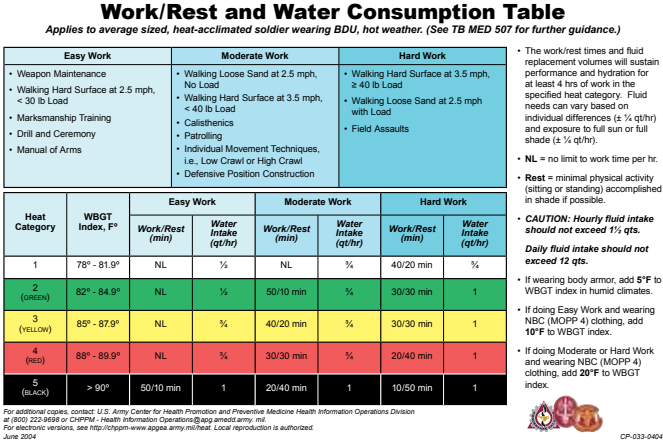 Work/Rest and Water Consumption Table
Applies to average sized, heat-acclimated soldier wearing BDU, hot weather. (See TB MED 507 for further guidance.)
Easy Work
• Weapon Maintenance
• Walking Hard Surface at 2.5 mph,
< 30 lb Load
• Marksmanship Training
• Drill and Ceremony
• Manual of Arms
Moderate Work
• Walking Loose Sand at 2.5 mph,
No Load
• Walking Hard Surface at 3.5 mph,
< 40 lb Load
• Calisthenics
• Patrolling
• Individual Movement Techniques,
i.e., Low Crawl or High Crawl
• Defensive Position Construction
Hard Work
• Walking Hard Surface at 3.5 mph,
≥ 40 lb Load
• Walking Loose Sand at 2.5 mph
with Load
• Field Assaults
Heat
Category
WBGT
Index, Fº
Easy Work
Moderate Work
Hard Work
Work/Rest
(min)
Water
Intake
(qt/hr)
Work/Rest
(min)
Water
Intake
(qt/hr)
Work/Rest
(min)
Water
Intake
(qt/hr)
1 78º - 81.9º NL ½ NL ¾ 40/20 min ¾
2
(GREEN) 82º - 84.9º NL ½ 50/10 min ¾ 30/30 min 1
3
(YELLOW) 85º - 87.9º NL ¾ 40/20 min ¾ 30/30 min 1
4
(RED) 88º - 89.9º NL ¾ 30/30 min ¾ 20/40 min 1
5
(BLACK) > 90º 50/10 min 1 20/40 min 1 10/50 min 1
• The work/rest times and fluid
replacement volumes will sustain
performance and hydration for
at least 4 hrs of work in the
specified heat category. Fluid
needs can vary based on
individual differences (± ¼ qt/hr)
and exposure to full sun or full
shade (± ¼ qt/hr).
• NL = no limit to work time per hr.
• Rest = minimal physical activity
(sitting or standing) accomplished
in shade if possible.
• CAUTION: Hourly fluid intake
should not exceed 1½ qts.
Daily fluid intake should not
exceed 12 qts.
• If wearing body armor, add 5°F to
WBGT index in humid climates.
• If doing Easy Work and wearing
NBC (MOPP 4) clothing, add
10°F to WBGT index.
• If doing Moderate or Hard Work
and wearing NBC (MOPP 4)
clothing, add 20°F to WBGT
index.
For additional copies, contact: U.S. Army Center for Health Promotion and Preventive Medicine Health Information Operations Division
at (800) 222-9698 or CHPPM - Health Information Operations@apg.amedd.army. mil.
For electronic versions, see http://chppm-www.apgea.army.mil/heat. Local reproduction is authorized.
June 2004
CP-033-0404